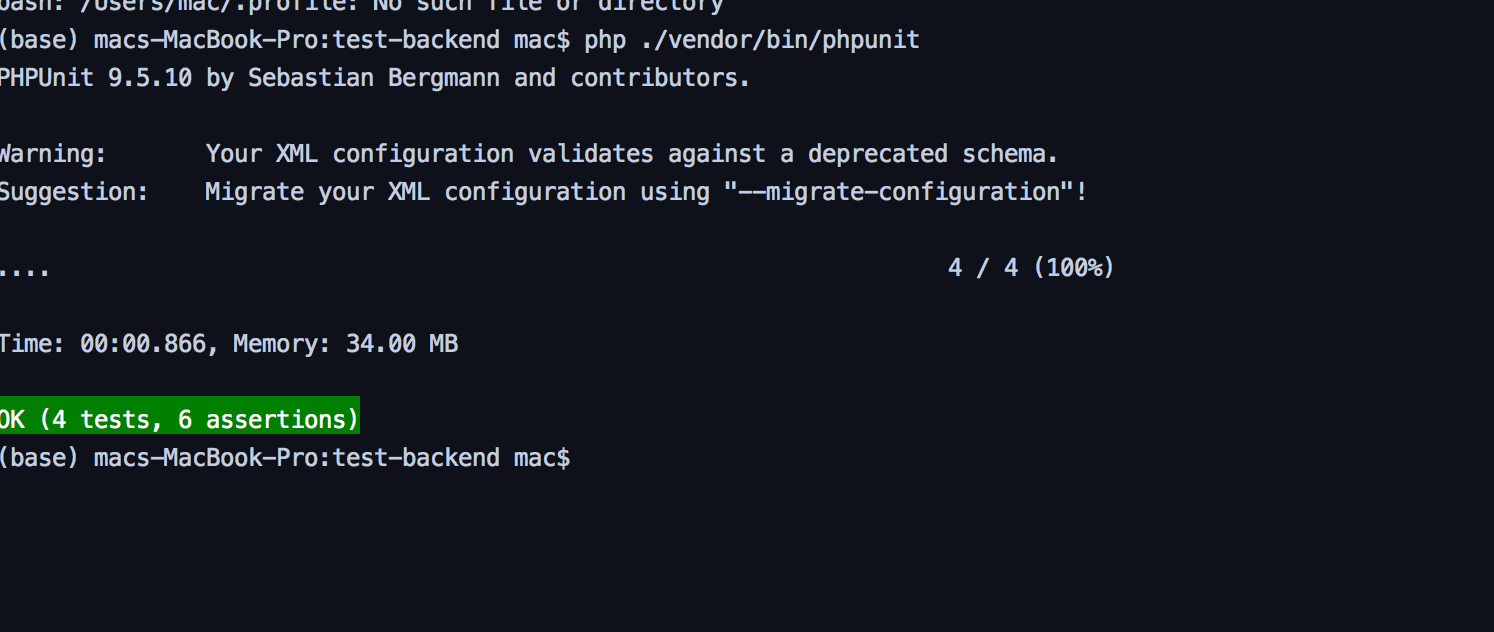 bash: /Users/mac/.profile: No such file or directory
(base) macs-MacBook-Pro:test-backend mac$ php ./vendor/bin/phpunit
PHPUnit 9.5.10 by Sebastian Bergmann and contributors.
Warning: Your XML configuration validates against a deprecated schema.
Suggestion: Migrate your XML configuration using "--migrate-configuration"!
.... 4 / 4 (100%)
Time: 00:00.866, Memory: 34.00 MB
OK (4 tests, 6 assertions)
(base) macs-MacBook-Pro:test-backend mac$